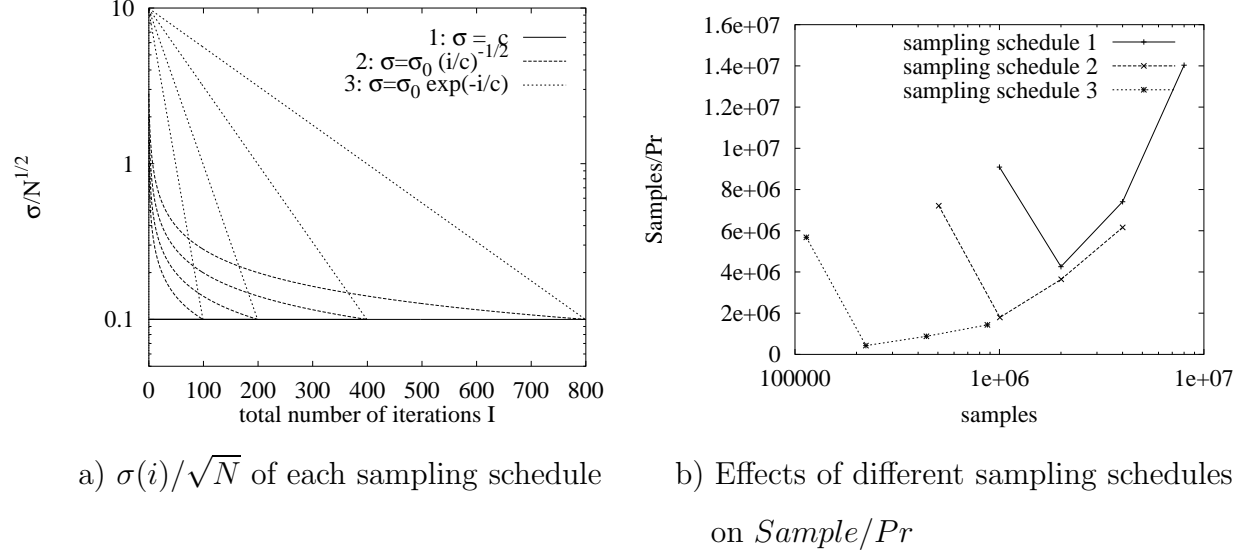 10
1
0.1
σ/N^1/2
1: σ = c
2: σ=σ_0 (i/c)^-1/2
3: σ=σ_0 exp(-i/c)
0 100 200 300 400 500 600 700 800
total number of iterations I
a) σ(i)/√N of each sampling schedule
1.6e+07
1.4e+07
1.2e+07
1e+07
8e+06
6e+06
4e+06
2e+06
0
Samples/Pr
sampling schedule 1
sampling schedule 2
sampling schedule 3
100000 1e+06 1e+07
samples
b) Effects of different sampling schedules
on Sample/Pr